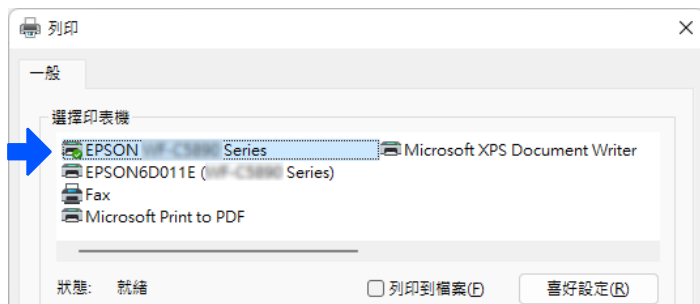 列印
一般
選擇印表機
EPSON Series
Microsoft XPS Document Writer
EPSON6D011E ( Series)
Fax
Microsoft Print to PDF
狀態: 就緒
列印到檔案(F)
喜好設定(R)